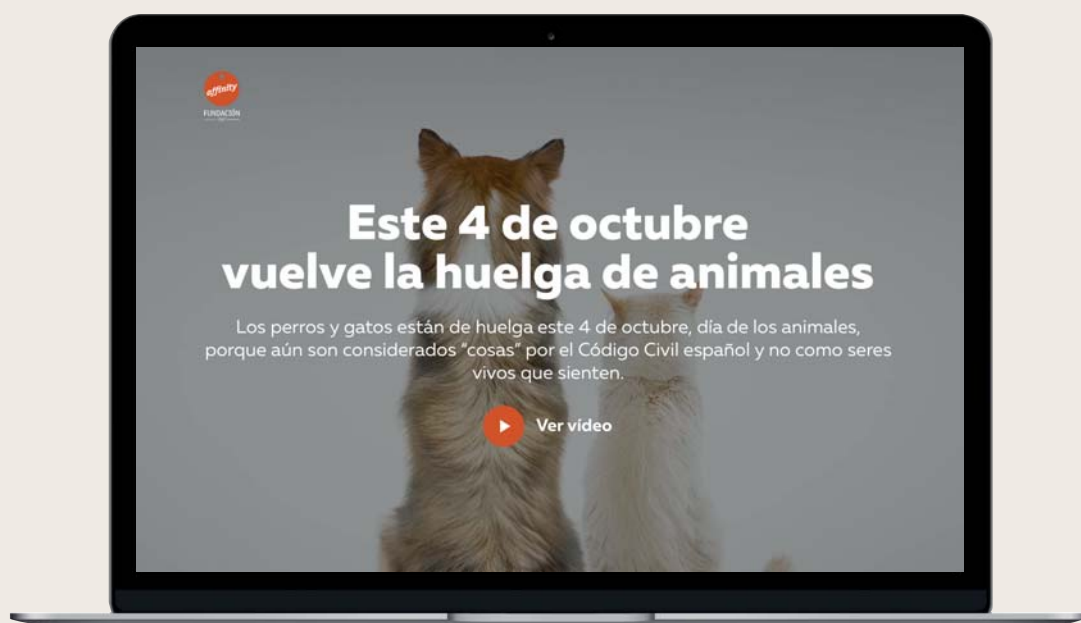 affinity
FUNDACIÓN
Este 4 de octubre
vuelve la huelga de animales
Los perros y gatos están de huelga este 4 de octubre, día de los animales,
porque aún son considerados “cosas” por el Código Civil español y no como seres
vivos que sienten.
Ver vídeo